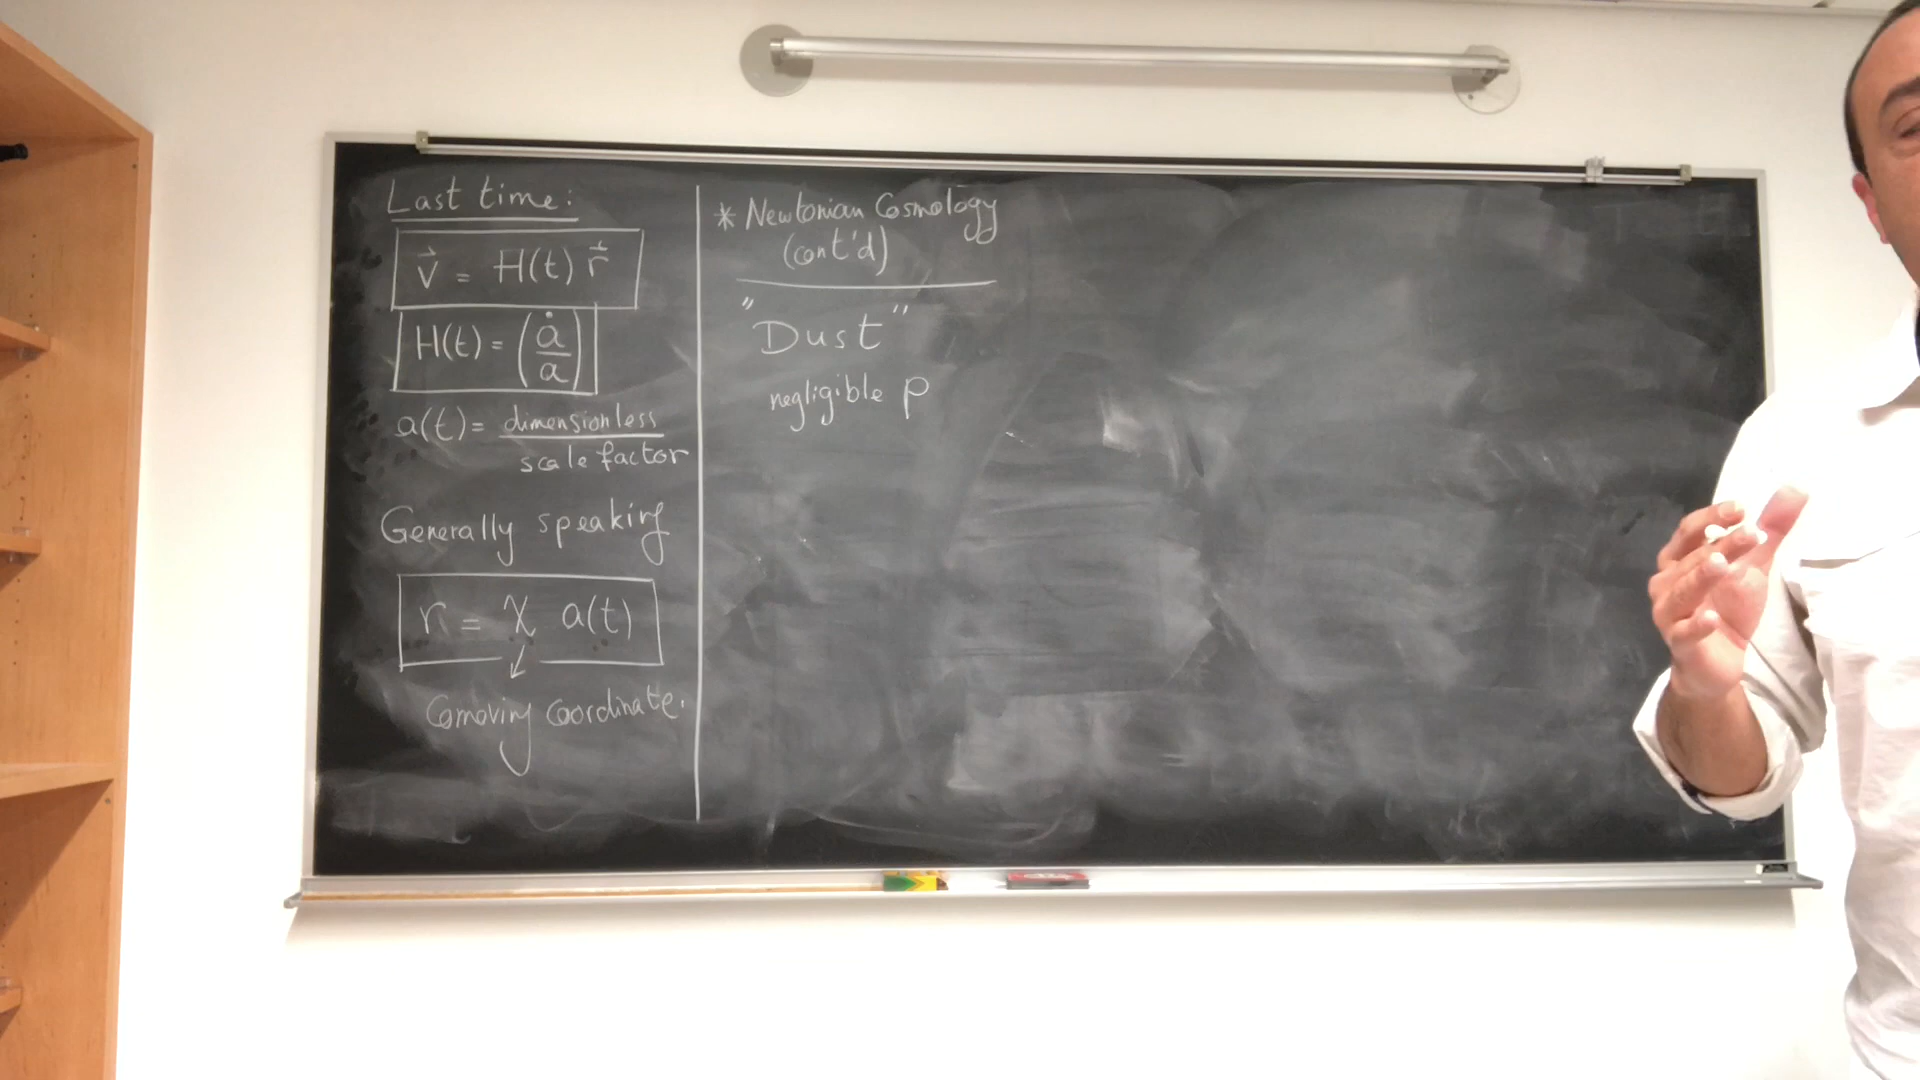 Last time:
v⃗ = H(t) r⃗
H(t) = (ȧ/a)
a(t) = dimensionless
scale factor
Generally speaking
r = χ a(t)
Comoving coordinate.
* Newtonian Cosmology
(cont'd)
"Dust"
negligible p